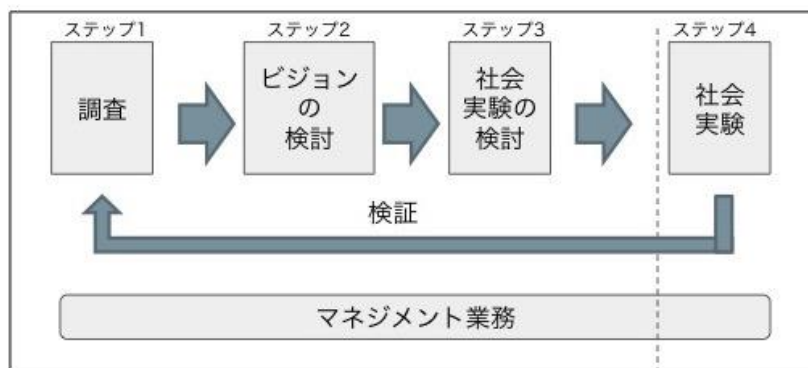 ステップ1
ステップ2
ステップ3
ステップ4
調査
ビジョン
の
検討
社会
実験の
検討
社会
実験
検証
マネジメント業務